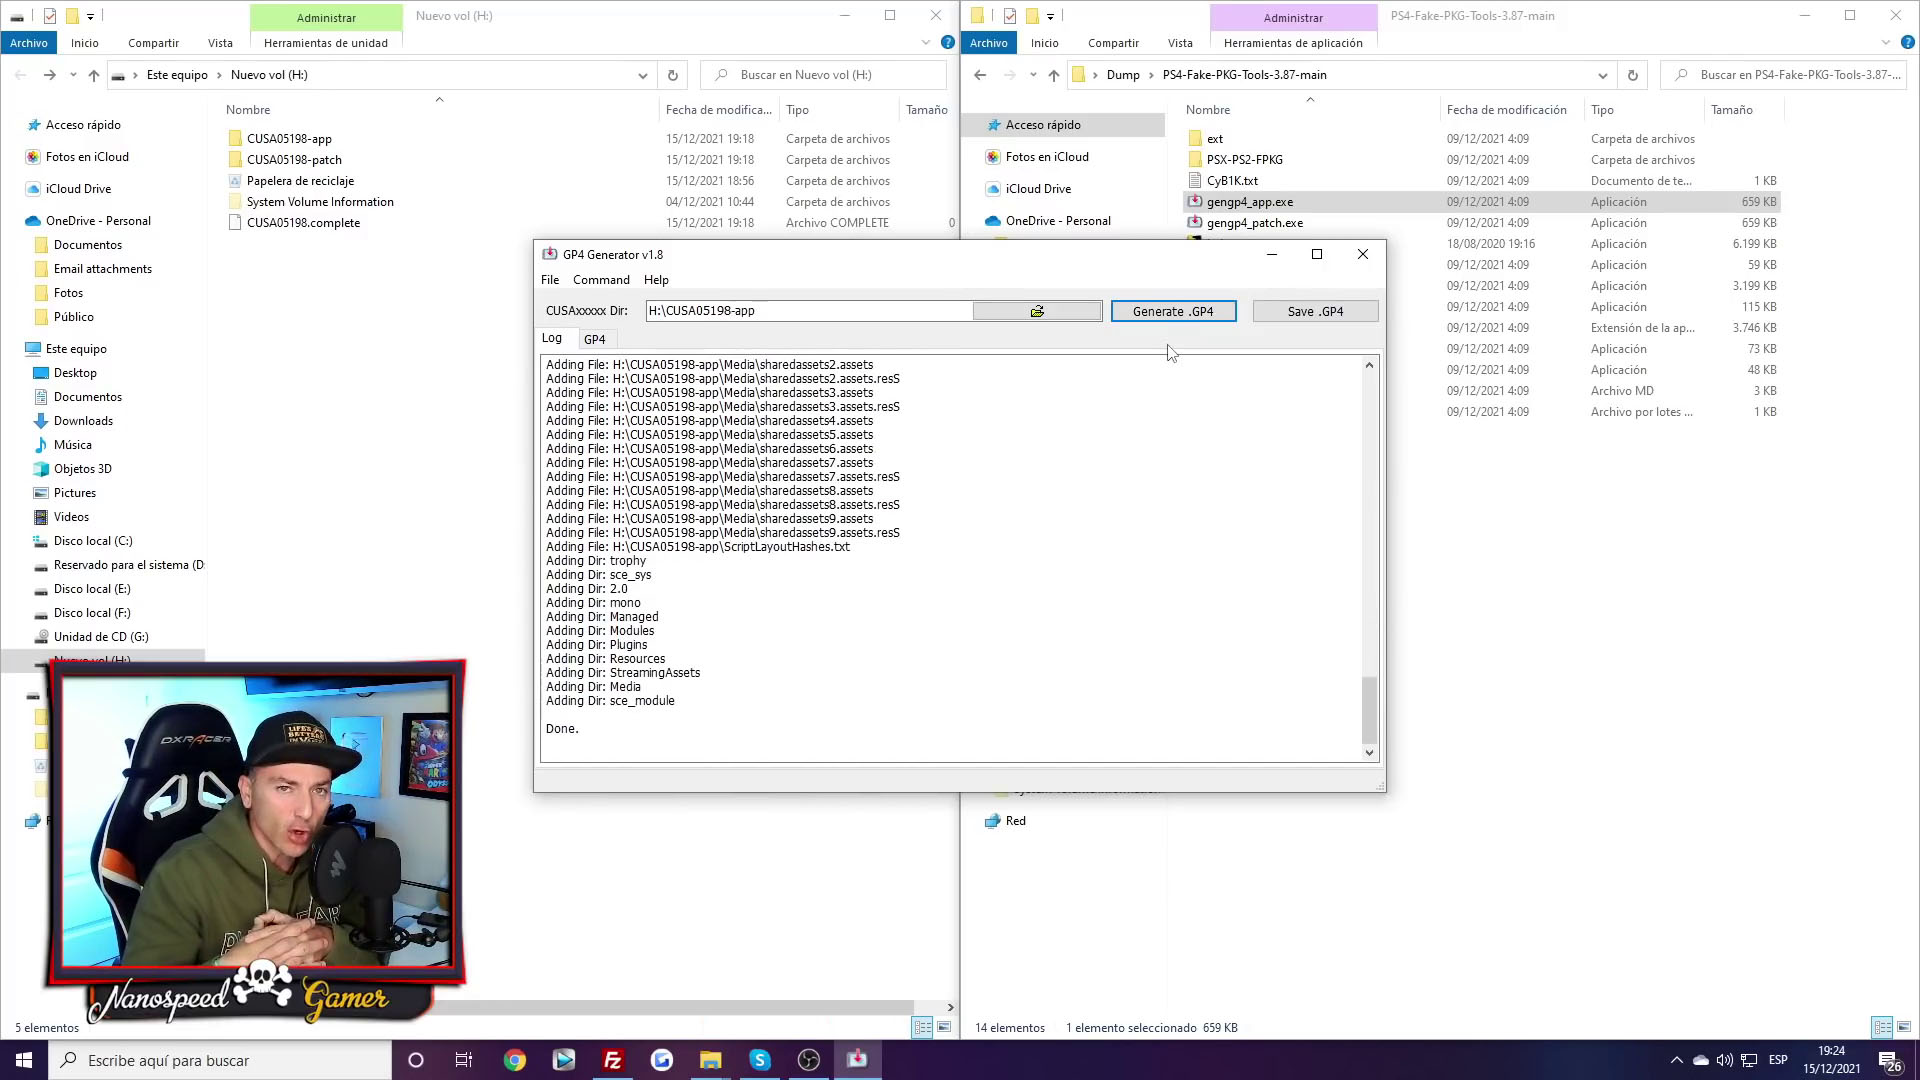 Administrar
Nuevo vol (H:)
Archivo
Inicio
Compartir
Vista
Herramientas de unidad
Este equipo
Nuevo vol (H:)
Buscar en Nuevo vol (H:)
Nombre
Fecha de modifica...
Tipo
Tamaño
CUSA05198-app
15/12/2021 19:18
Carpeta de archivos
CUSA05198-patch
15/12/2021 19:18
Carpeta de archivos
Papelera de reciclaje
15/12/2021 18:56
Carpeta de archivos
System Volume Information
04/12/2021 10:44
Carpeta de archivos
CUSA05198.complete
15/12/2021 19:18
Archivo COMPLETE
0
Acceso rápido
Fotos en iCloud
iCloud Drive
OneDrive - Personal
Documentos
Email attachments
Fotos
Público
Este equipo
Desktop
Documentos
Downloads
Música
Objetos 3D
Pictures
Videos
Disco local (C:)
Reservado para el sistema (D:
Disco local (E:)
Disco local (F:)
Unidad de CD (G:)
Nuevo vol (H:)
5 elementos
Administrar
PS4-Fake-PKG-Tools-3.87-main
Archivo
Inicio
Compartir
Vista
Herramientas de aplicación
Dump
PS4-Fake-PKG-Tools-3.87-main
Buscar en PS4-Fake-PKG-Tools-3.87-...
Nombre
Fecha de modificación
Tipo
Tamaño
Acceso rápido
Fotos en iCloud
iCloud Drive
OneDrive - Personal
ext
09/12/2021 4:09
Carpeta de archivos
PSX-PS2-FPKG
09/12/2021 4:09
Carpeta de archivos
CyB1K.txt
09/12/2021 4:09
Documento de te...
1 KB
gengp4_app.exe
09/12/2021 4:09
Aplicación
659 KB
gengp4_patch.exe
09/12/2021 4:09
Aplicación
659 KB
18/08/2020 19:16
Aplicación
6.199 KB
09/12/2021 4:09
Aplicación
59 KB
09/12/2021 4:09
Aplicación
3.199 KB
09/12/2021 4:09
Aplicación
115 KB
09/12/2021 4:09
Extensión de la ap...
3.746 KB
09/12/2021 4:09
Aplicación
73 KB
09/12/2021 4:09
Aplicación
48 KB
09/12/2021 4:09
Archivo MD
3 KB
09/12/2021 4:09
Archivo por lotes ...
1 KB
Red
14 elementos
1 elemento seleccionado 659 KB
GP4 Generator v1.8
File
Command
Help
CUSAxxxxx Dir:
H:\CUSA05198-app
Generate .GP4
Save .GP4
Log
GP4
Adding File: H:\CUSA05198-app\Media\sharedassets2.assets
Adding File: H:\CUSA05198-app\Media\sharedassets2.assets.resS
Adding File: H:\CUSA05198-app\Media\sharedassets3.assets
Adding File: H:\CUSA05198-app\Media\sharedassets3.assets.resS
Adding File: H:\CUSA05198-app\Media\sharedassets4.assets
Adding File: H:\CUSA05198-app\Media\sharedassets5.assets
Adding File: H:\CUSA05198-app\Media\sharedassets6.assets
Adding File: H:\CUSA05198-app\Media\sharedassets7.assets
Adding File: H:\CUSA05198-app\Media\sharedassets7.assets.resS
Adding File: H:\CUSA05198-app\Media\sharedassets8.assets
Adding File: H:\CUSA05198-app\Media\sharedassets8.assets.resS
Adding File: H:\CUSA05198-app\Media\sharedassets9.assets
Adding File: H:\CUSA05198-app\Media\sharedassets9.assets.resS
Adding File: H:\CUSA05198-app\ScriptLayoutHashes.txt
Adding Dir: trophy
Adding Dir: sce_sys
Adding Dir: 2.0
Adding Dir: mono
Adding Dir: Managed
Adding Dir: Modules
Adding Dir: Plugins
Adding Dir: Resources
Adding Dir: StreamingAssets
Adding Dir: Media
Adding Dir: sce_module
Done.
DXRACER
LIFE'S
BETTER
Nanospeed Gamer
Escribe aquí para buscar
ESP
19:24
15/12/2021
26